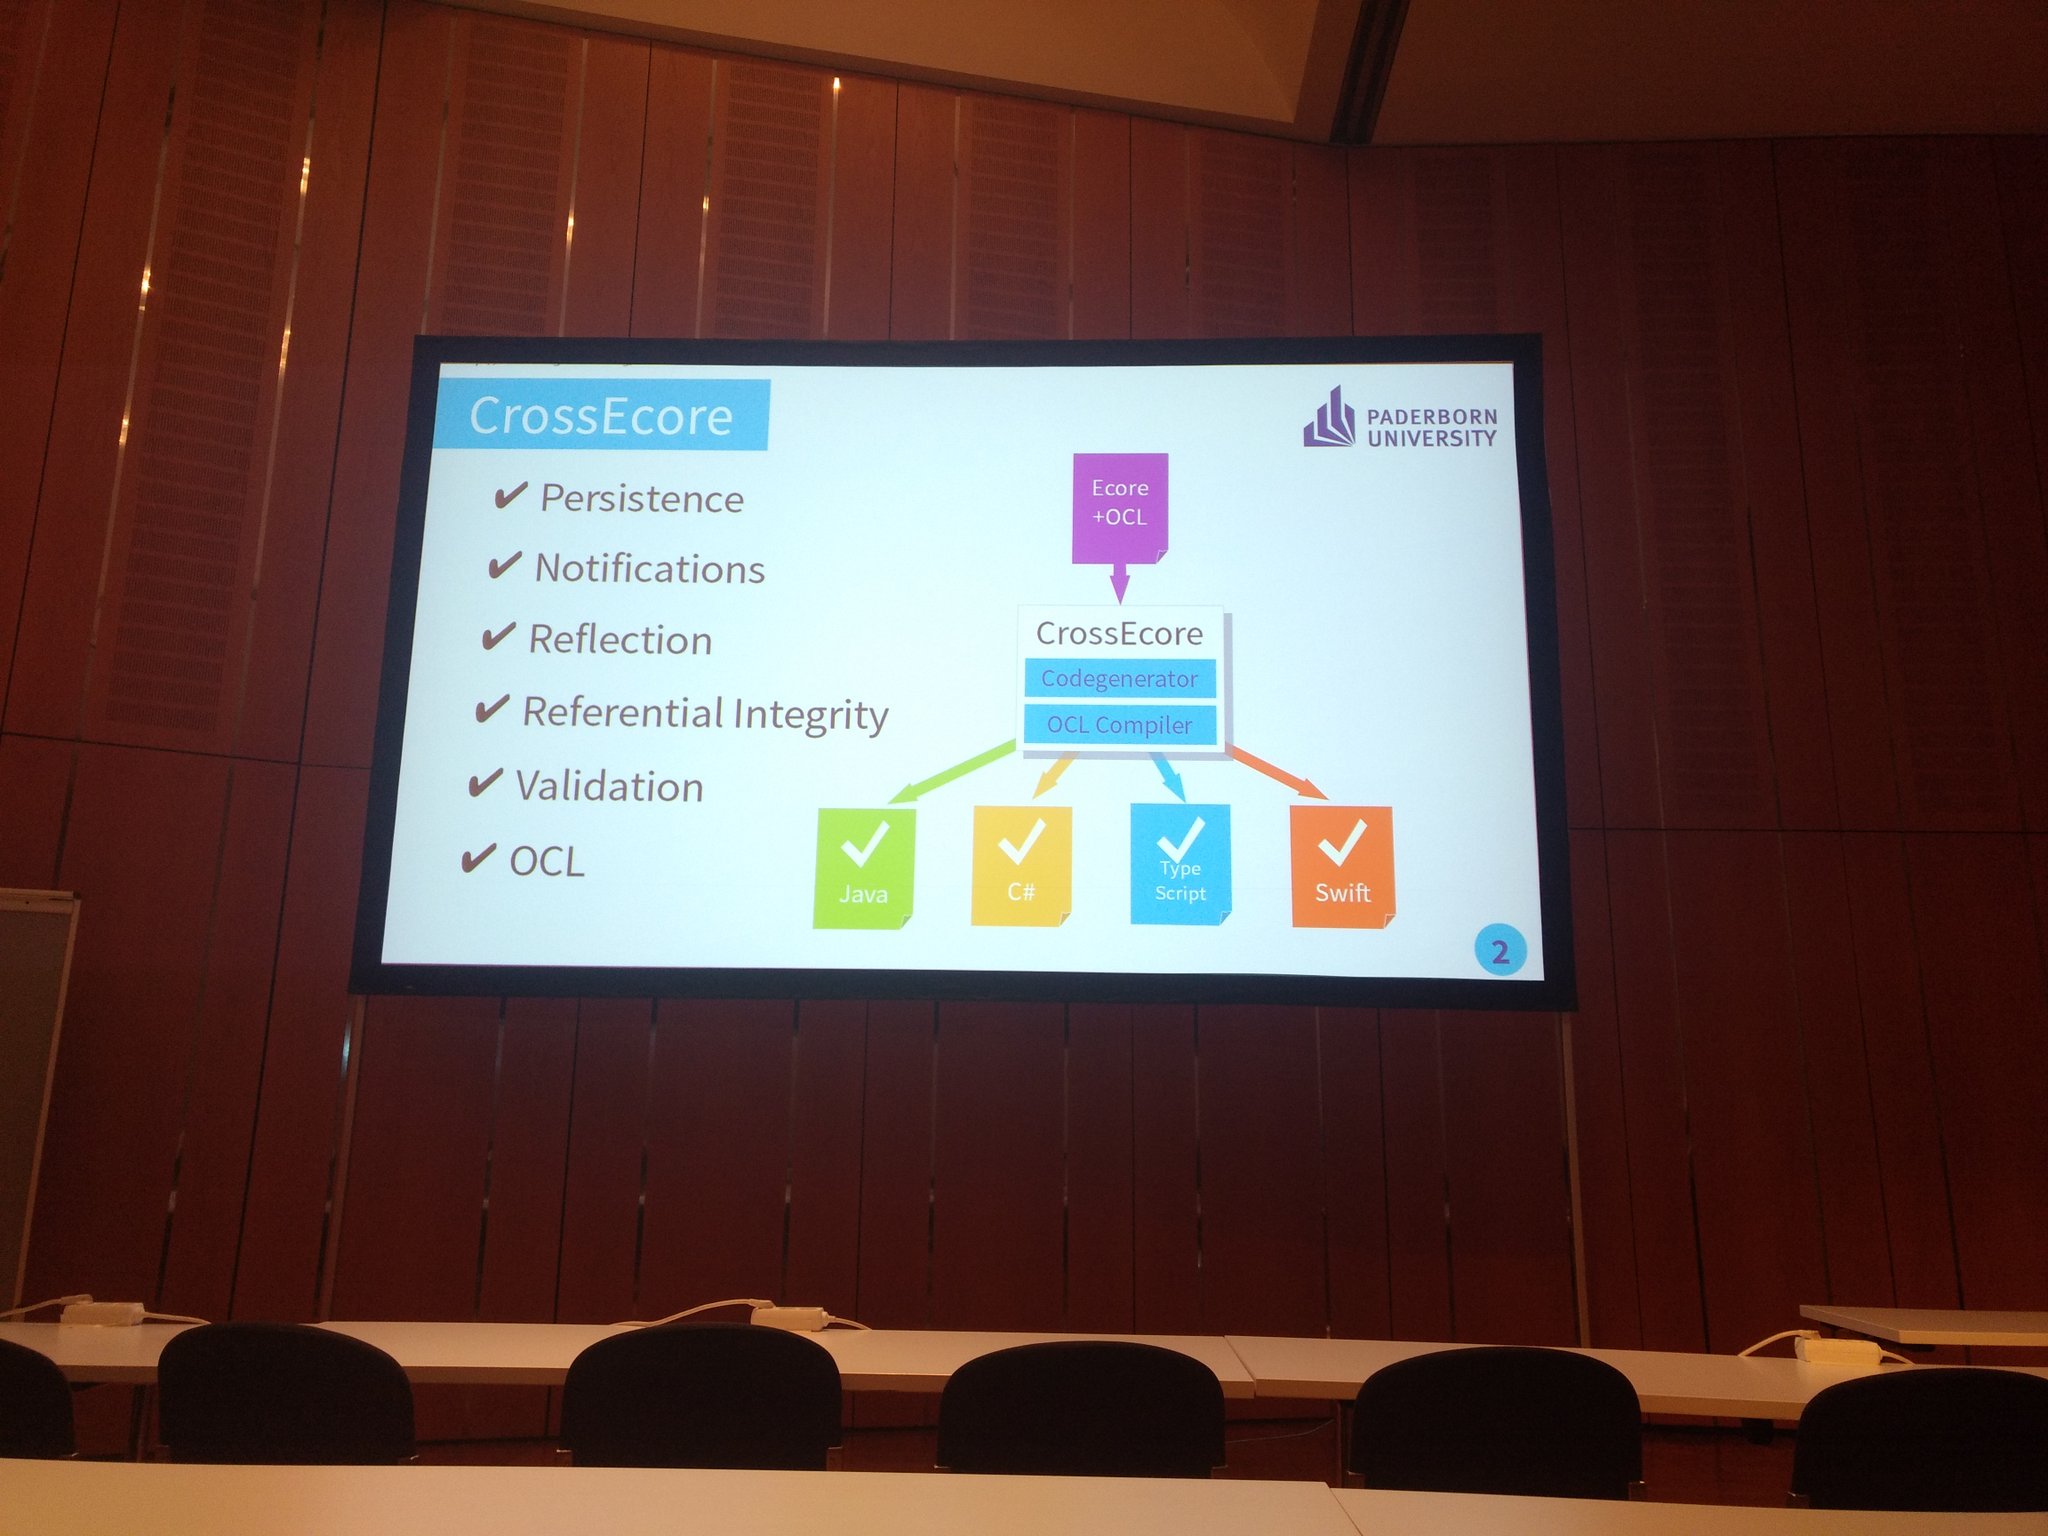 CrossEcore
PADERBORN
UNIVERSITY
✔ Persistence
✔ Notifications
✔ Reflection
✔ Referential Integrity
✔ Validation
✔ OCL
Ecore
+OCL
CrossEcore
Codegenerator
OCL Compiler
Java
C#
Type
Script
Swift
2